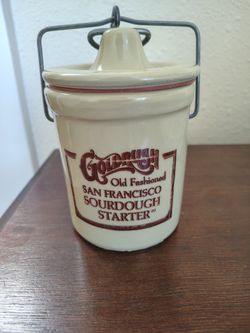 GOLDRUSH
Old Fashioned
SAN FRANCISCO
SOURDOUGH
STARTER